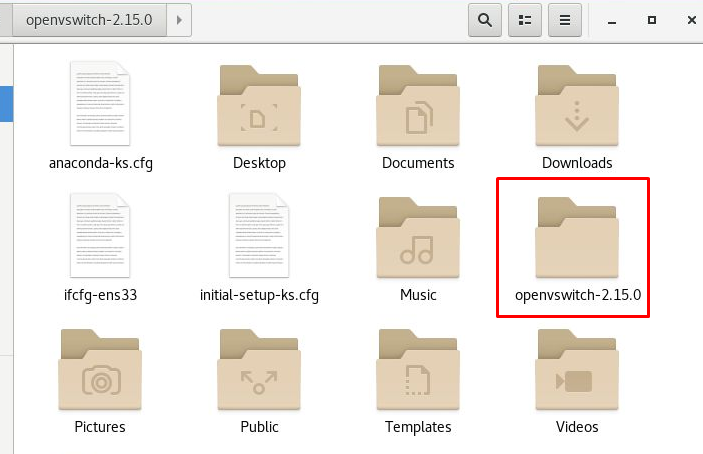 openvswitch-2.15.0
anaconda-ks.cfg
Desktop
Documents
Downloads
ifcfg-ens33
initial-setup-ks.cfg
Music
openvswitch-2.15.0
Pictures
Public
Templates
Videos